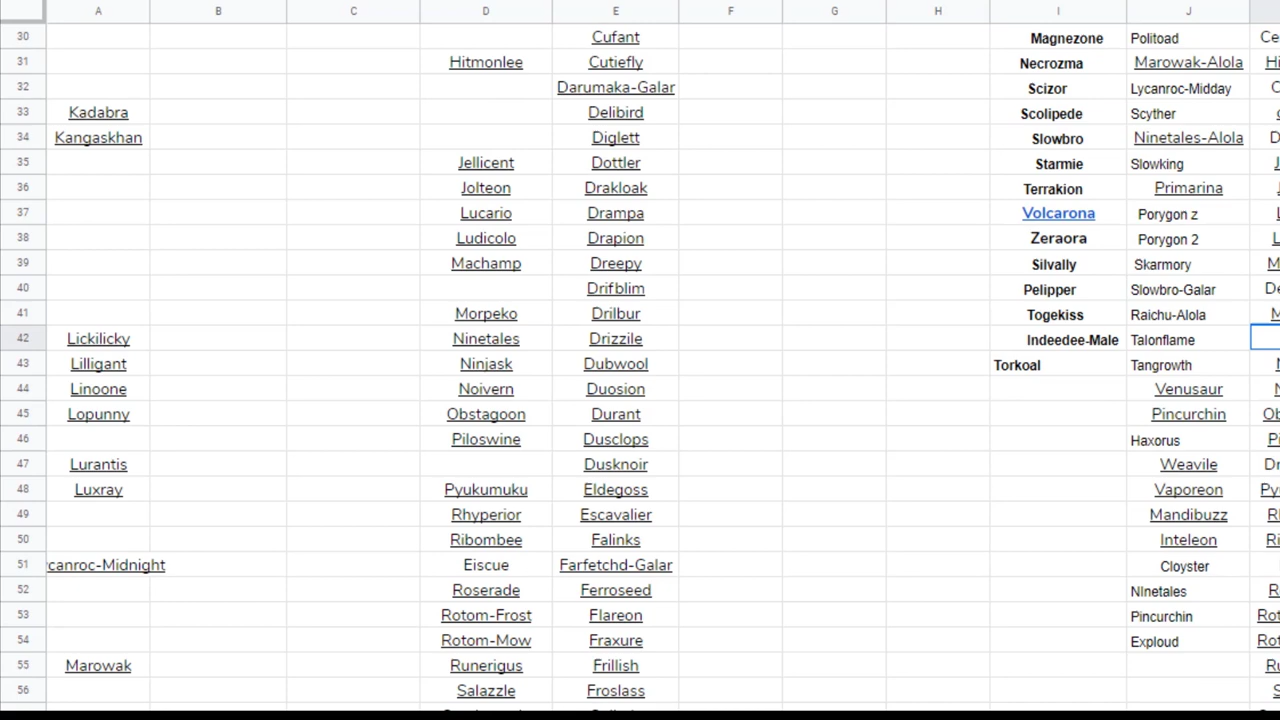 A B C D E F G H I J
30 Cufant Magnezone Politoad
31 Hitmonlee Cutiefly Necrozma Marowak-Alola
32 Darumaka-Galar Scizor Lycanroc-Midday
33 Kadabra Delibird Scolipede Scyther
34 Kangaskhan Diglett Slowbro Ninetales-Alola
35 Jellicent Dottler Starmie Slowking
36 Jolteon Drakloak Terrakion Primarina
37 Lucario Drampa Volcarona Porygon z
38 Ludicolo Drapion Zeraora Porygon 2
39 Machamp Dreepy Silvally Skarmory
40 Drifblim Pelipper Slowbro-Galar
41 Morpeko Drilbur Togekiss Raichu-Alola
42 Lickilicky Ninetales Drizzile Indeedee-Male Talonflame
43 Lilligant Ninjask Dubwool Torkoal Tangrowth
44 Linoone Noivern Duosion Venusaur
45 Lopunny Obstagoon Durant Pincurchin
46 Piloswine Dusclops Haxorus
47 Lurantis Dusknoir Weavile
48 Luxray Pyukumuku Eldegoss Vaporeon
49 Rhyperior Escavalier Mandibuzz
50 Ribombee Falinks Inteleon
51 canroc-Midnight Eiscue Farfetchd-Galar Cloyster
52 Roserade Ferroseed NInetales
53 Rotom-Frost Flareon Pincurchin
54 Rotom-Mow Fraxure Exploud
55 Marowak Runerigus Frillish
56 Salazzle Froslass